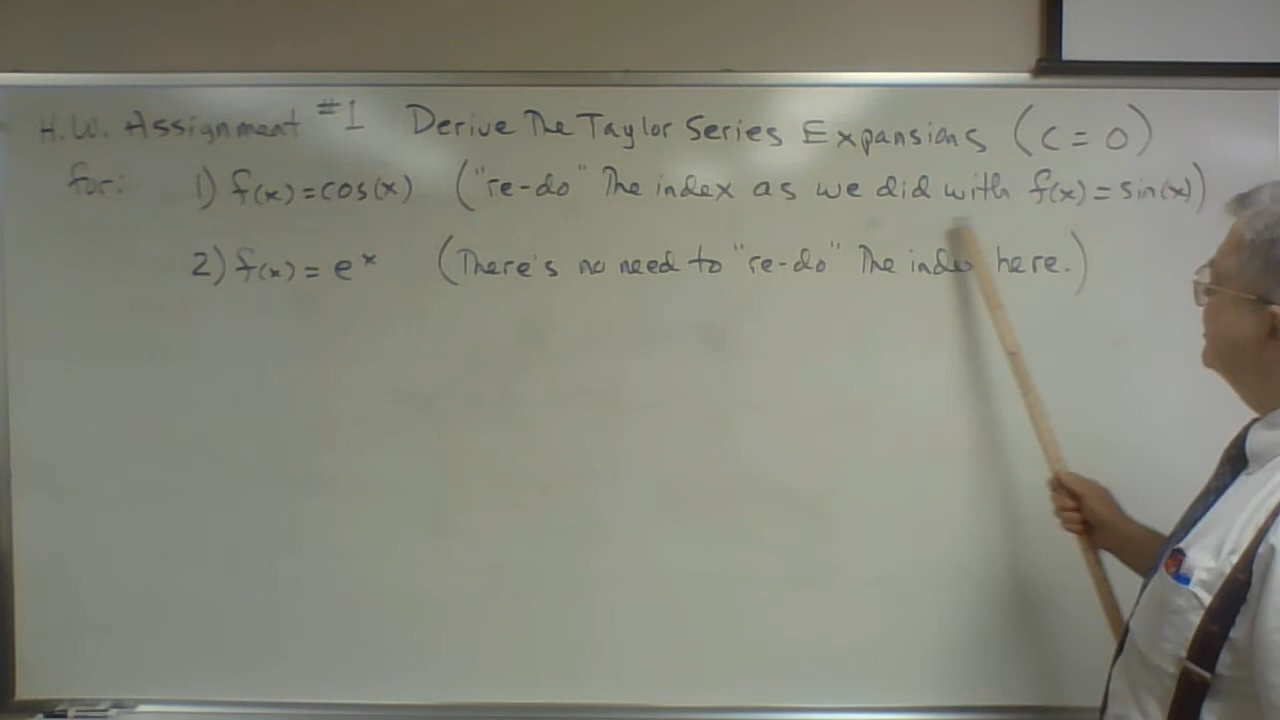 H.W. Assignment #1 Derive The Taylor Series Expansions (c = 0)
for: 1) f(x) = cos(x) ("re-do" The index as we did with f(x) = sin(x))
2) f(x) = e^x (There's no need to "re-do" The index here.)